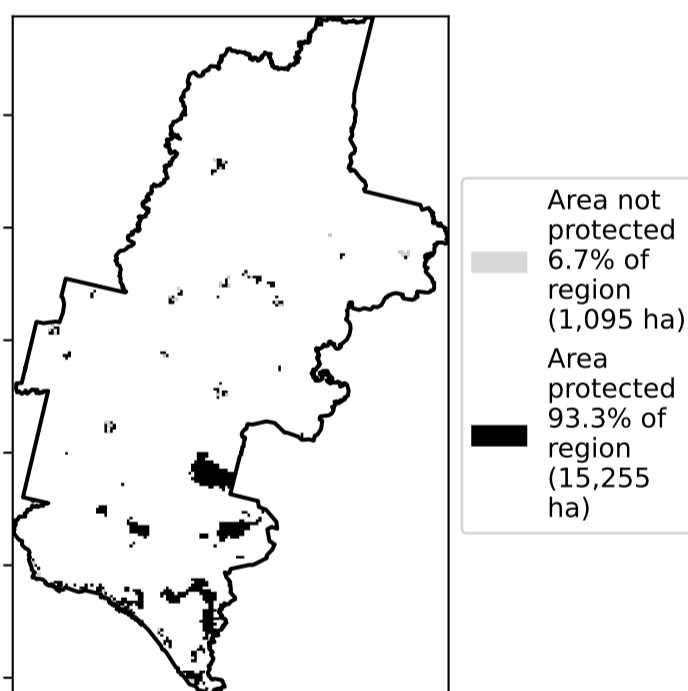 Area not
protected
6.7% of
region
(1,095 ha)
Area
protected
93.3% of
region
(15,255
ha)